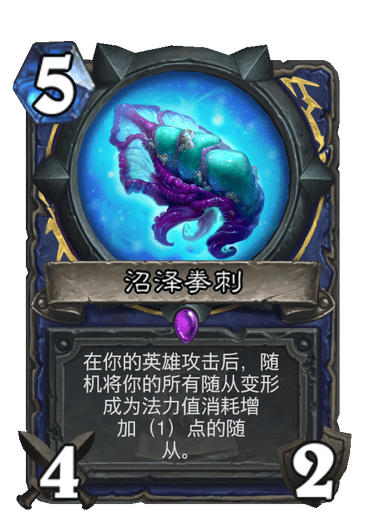 5
沼泽拳刺
在你的英雄攻击后，随
机将你的所有随从变形
成为法力值消耗增
加（1）点的随
从。
4
2